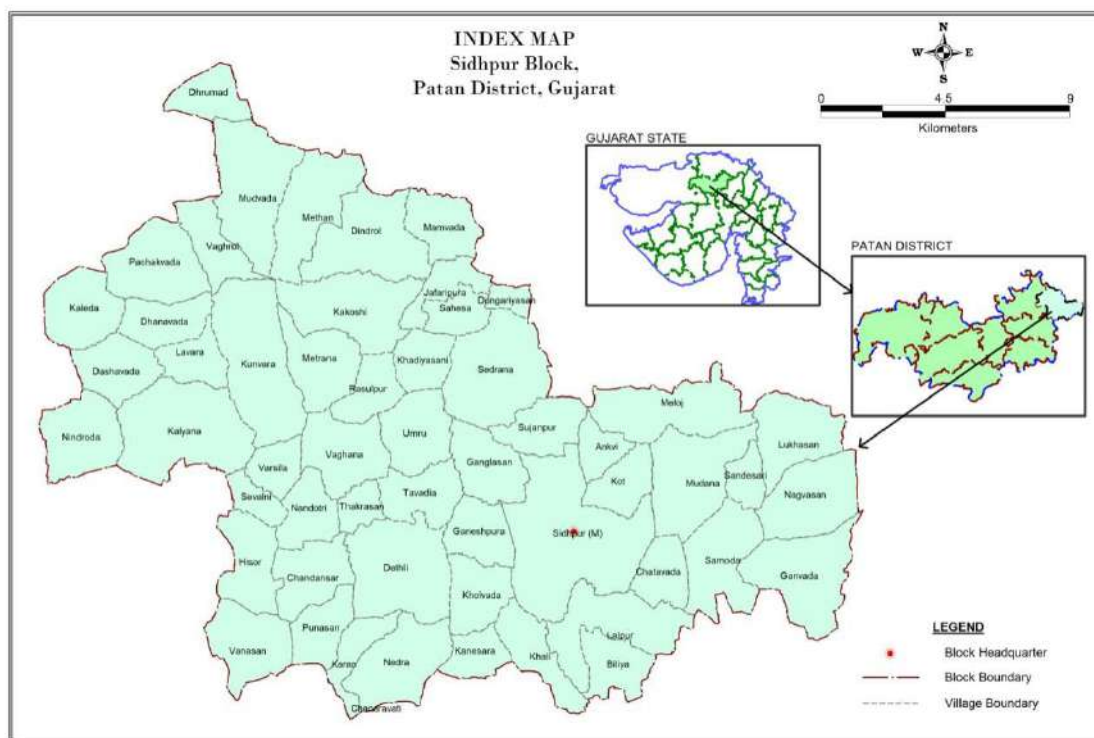 INDEX MAP
Sidhpur Block,
Patan District, Gujarat
N
W E
S
0 4.5 9
Kilometers
GUJARAT STATE
PATAN DISTRICT
Dhrumad
Mudvada
Methan
Dindrol
Mamvada
Vaghrol
Pachakvada
Kaleda
Dhanavada
Lavara
Dashavada
Nindroda
Kalyana
Kunvara
Kakoshi
Jafaripura
Sahesa
Dungariyasan
Metrana
Khadiyasani
Rasulpur
Sedrana
Umru
Vaghana
Varsila
Sevalni
Nandotri
Thakrasan
Tavadia
Ganglasan
Sujanpur
Meloj
Ankvi
Kot
Mudana
Sandesari
Lukhasan
Nagvasan
Ganvada
Samoda
Chatavada
Sidhpur (M)
Ganeshpura
Dethli
Hisor
Chandansar
Punasan
Vanasan
Karan
Nedra
Chandravati
Kholvada
Kanesara
Khali
Lalpur
Biliya
LEGEND
Block Headquarter
Block Boundary
Village Boundary